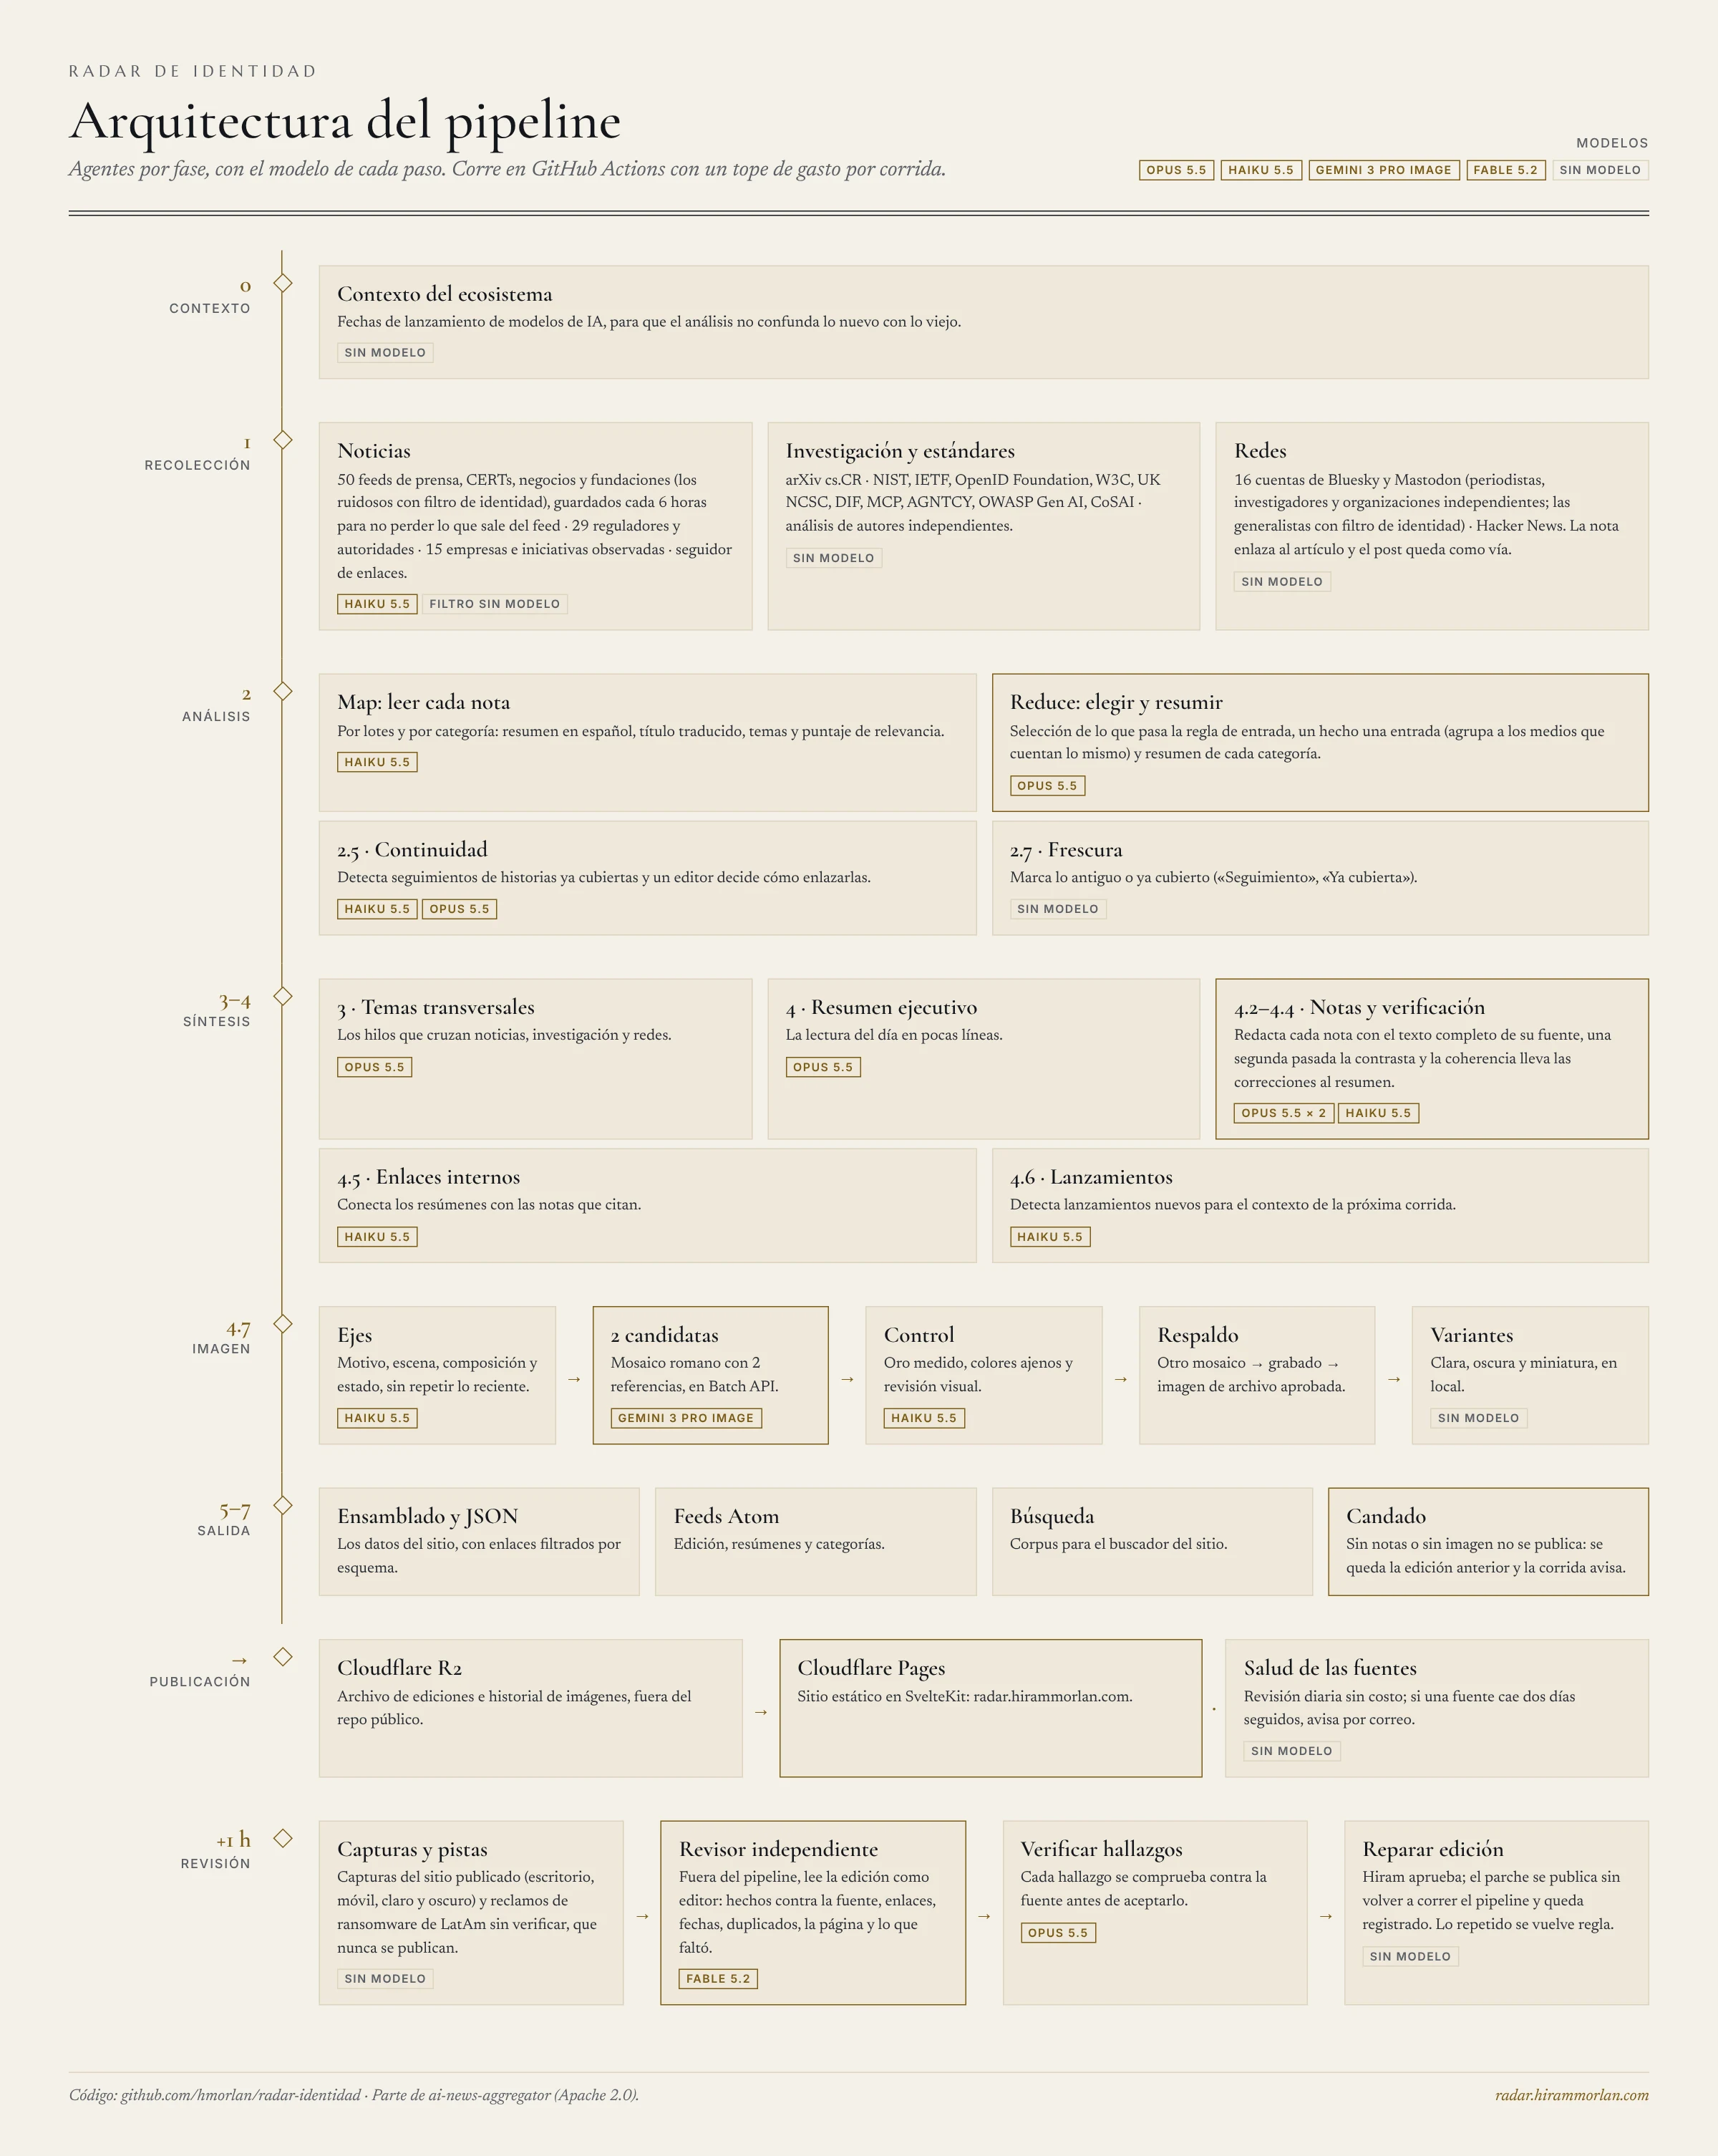 RADAR DE IDENTIDAD
Arquitectura del pipeline
Agentes por fase, con el modelo de cada paso. Corre en GitHub Actions con un tope de gasto por corrida.
MODELOS
OPUS 5.5
HAIKU 5.5
GEMINI 3 PRO IMAGE
FABLE 5.2
SIN MODELO
0
CONTEXTO
Contexto del ecosistema
Fechas de lanzamiento de modelos de IA, para que el análisis no confunda lo nuevo con lo viejo.
SIN MODELO
1
RECOLECCIÓN
Noticias
50 feeds de prensa, CERTs, negocios y fundaciones (los
ruidosos con filtro de identidad), guardados cada 6 horas
para no perder lo que sale del feed · 29 reguladores y
autoridades · 15 empresas e iniciativas observadas · seguidor
de enlaces.
HAIKU 5.5
FILTRO SIN MODELO
Investigación y estándares
arXiv cs.CR · NIST, IETF, OpenID Foundation, W3C, UK
NCSC, DIF, MCP, AGNTCY, OWASP Gen AI, CoSAI ·
análisis de autores independientes.
SIN MODELO
Redes
16 cuentas de Bluesky y Mastodon (periodistas,
investigadores y organizaciones independientes; las
generalistas con filtro de identidad) · Hacker News. La nota
enlaza al artículo y el post queda como vía.
SIN MODELO
2
ANÁLISIS
Map: leer cada nota
Por lotes y por categoría: resumen en español, título traducido, temas y puntaje de relevancia.
HAIKU 5.5
Reduce: elegir y resumir
Selección de lo que pasa la regla de entrada, un hecho una entrada (agrupa a los medios que
cuentan lo mismo) y resumen de cada categoría.
OPUS 5.5
2.5 · Continuidad
Detecta seguimientos de historias ya cubiertas y un editor decide cómo enlazarlas.
HAIKU 5.5
OPUS 5.5
2.7 · Frescura
Marca lo antiguo o ya cubierto («Seguimiento», «Ya cubierta»).
SIN MODELO
3–4
SÍNTESIS
3 · Temas transversales
Los hilos que cruzan noticias, investigación y redes.
OPUS 5.5
4 · Resumen ejecutivo
La lectura del día en pocas líneas.
OPUS 5.5
4.2–4.4 · Notas y verificación
Redacta cada nota con el texto completo de su fuente, una
segunda pasada la contrasta y la coherencia lleva las
correcciones al resumen.
OPUS 5.5 × 2
HAIKU 5.5
4.5 · Enlaces internos
Conecta los resúmenes con las notas que citan.
HAIKU 5.5
4.6 · Lanzamientos
Detecta lanzamientos nuevos para el contexto de la próxima corrida.
HAIKU 5.5
4.7
IMAGEN
Ejes
Motivo, escena, composición y
estado, sin repetir lo reciente.
HAIKU 5.5
→
2 candidatas
Mosaico romano con 2
referencias, en Batch API.
GEMINI 3 PRO IMAGE
→
Control
Oro medido, colores ajenos y
revisión visual.
HAIKU 5.5
→
Respaldo
Otro mosaico → grabado →
imagen de archivo aprobada.
→
Variantes
Clara, oscura y miniatura, en
local.
SIN MODELO
5–7
SALIDA
Ensamblado y JSON
Los datos del sitio, con enlaces filtrados por
esquema.
Feeds Atom
Edición, resúmenes y categorías.
Búsqueda
Corpus para el buscador del sitio.
Candado
Sin notas o sin imagen no se publica: se
queda la edición anterior y la corrida avisa.
→
PUBLICACIÓN
Cloudflare R2
Archivo de ediciones e historial de imágenes, fuera del
repo público.
→
Cloudflare Pages
Sitio estático en SvelteKit: radar.hirammorlan.com.
·
Salud de las fuentes
Revisión diaria sin costo; si una fuente cae dos días
seguidos, avisa por correo.
SIN MODELO
+1 h
REVISIÓN
Capturas y pistas
Capturas del sitio publicado (escritorio,
móvil, claro y oscuro) y reclamos de
ransomware de LatAm sin verificar, que
nunca se publican.
SIN MODELO
→
Revisor independiente
Fuera del pipeline, lee la edición como
editor: hechos contra la fuente, enlaces,
fechas, duplicados, la página y lo que
faltó.
FABLE 5.2
→
Verificar hallazgos
Cada hallazgo se comprueba contra la
fuente antes de aceptarlo.
OPUS 5.5
→
Reparar edición
Hiram aprueba; el parche se publica sin
volver a correr el pipeline y queda
registrado. Lo repetido se vuelve regla.
SIN MODELO
Código: github.com/hmorlan/radar-identidad · Parte de ai-news-aggregator (Apache 2.0).
radar.hirammorlan.com